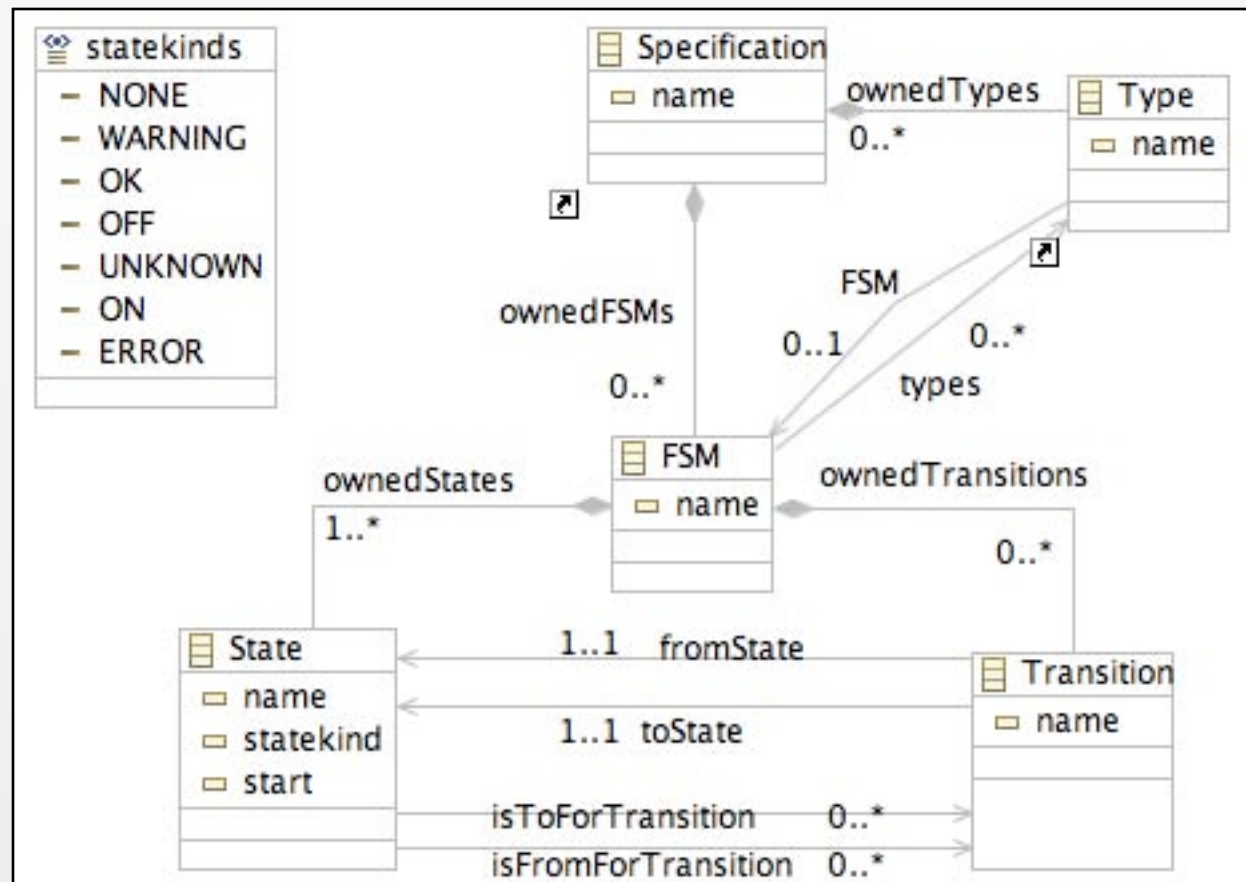 statekinds
NONE
WARNING
OK
OFF
UNKNOWN
ON
ERROR
Specification
name
ownedTypes
0..*
Type
name
ownedFSMs
0..*
FSM
0..1
0..*
types
FSM
name
ownedStates
1..*
ownedTransitions
0..*
State
name
statekind
start
1..1 fromState
1..1 toState
isToForTransition 0..*
isFromForTransition 0..*
Transition
name